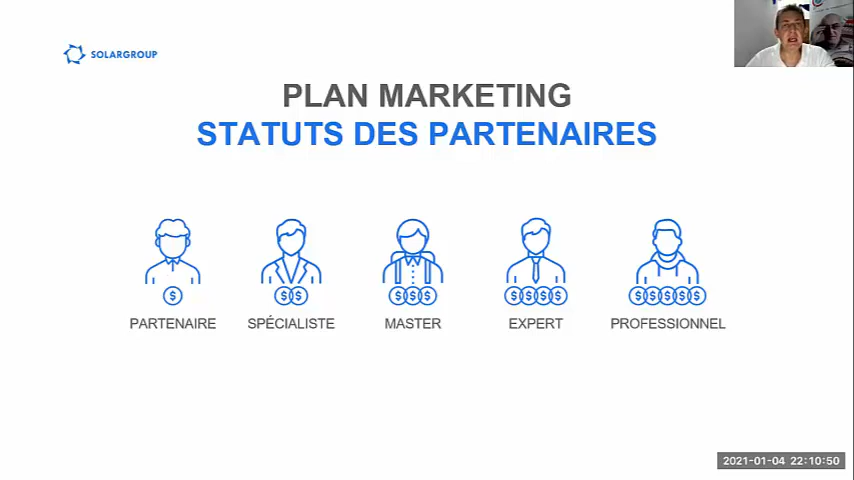 SOLARGROUP
PLAN MARKETING
STATUTS DES PARTENAIRES
$ $$ $$$ $$$$ $$$$$
PARTENAIRE SPÉCIALISTE MASTER EXPERT PROFESSIONNEL
2021-01-04 22:10:50